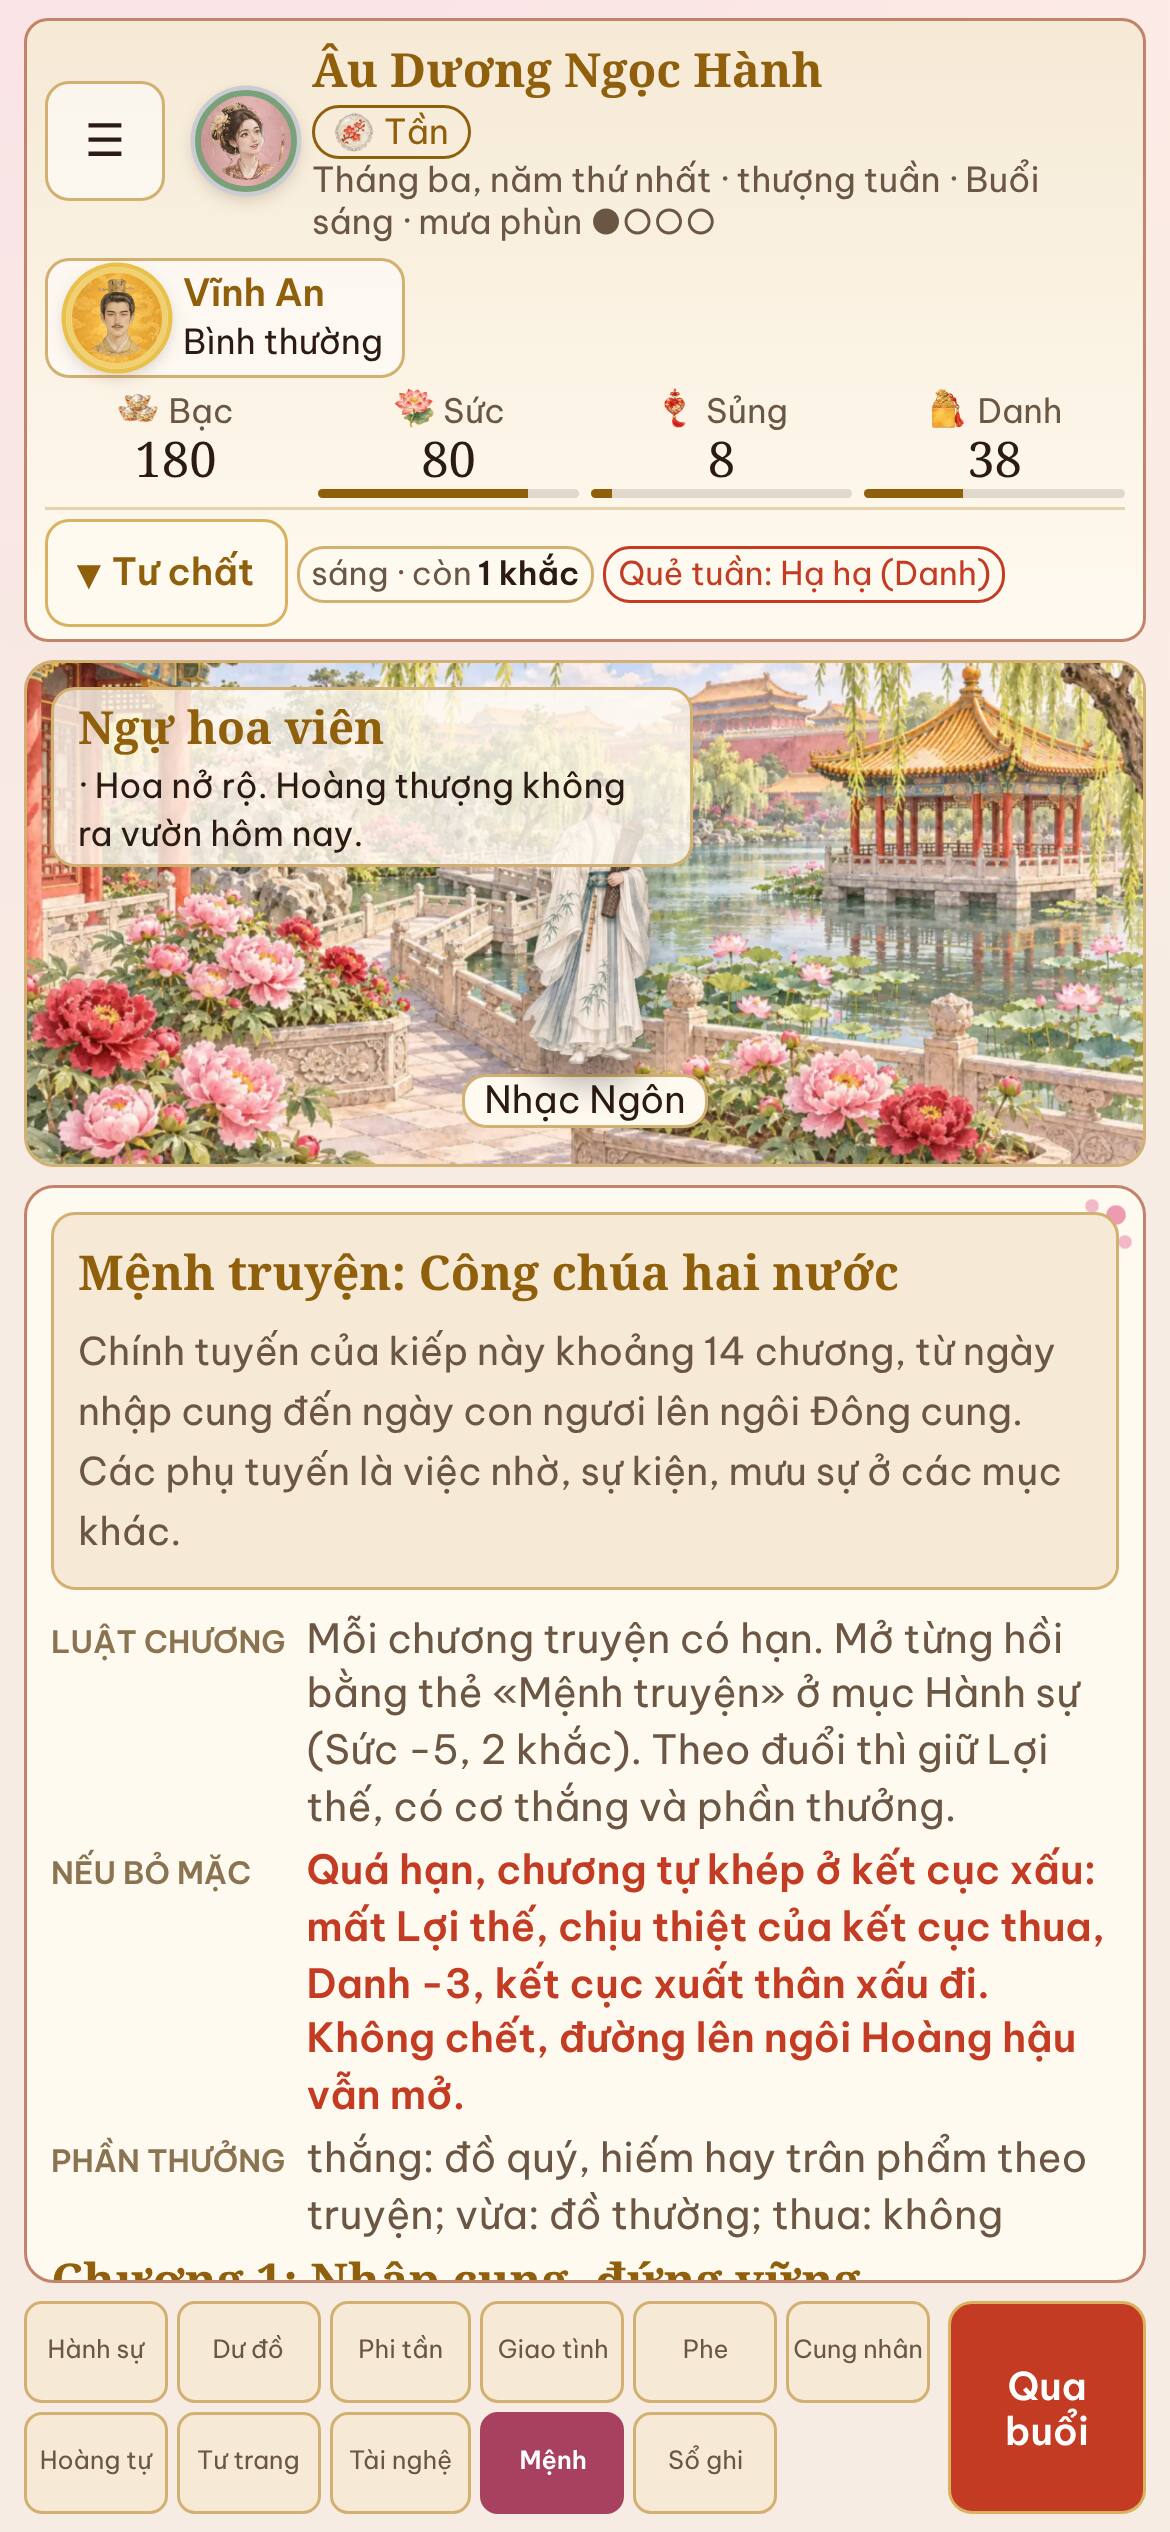 Âu Dương Ngọc Hành
☰
Tần
Tháng ba, năm thứ nhất · thượng tuần · Buổi
sáng · mưa phùn ●○○○
Vĩnh An
Bình thường
Bạc
180
Sức
80
Sủng
8
Danh
38
▼ Tư chất
sáng · còn 1 khắc
Quẻ tuần: Hạ hạ (Danh)
Ngự hoa viên
· Hoa nở rộ. Hoàng thượng không
ra vườn hôm nay.
Nhạc Ngôn
Mệnh truyện: Công chúa hai nước
Chính tuyến của kiếp này khoảng 14 chương, từ ngày
nhập cung đến ngày con ngươi lên ngôi Đông cung.
Các phụ tuyến là việc nhờ, sự kiện, mưu sự ở các mục
khác.
LUẬT CHƯƠNG
Mỗi chương truyện có hạn. Mở từng hồi
bằng thẻ «Mệnh truyện» ở mục Hành sự
(Sức -5, 2 khắc). Theo đuổi thì giữ Lợi
thế, có cơ thắng và phần thưởng.
NẾU BỎ MẶC
Quá hạn, chương tự khép ở kết cục xấu:
mất Lợi thế, chịu thiệt của kết cục thua,
Danh -3, kết cục xuất thân xấu đi.
Không chết, đường lên ngôi Hoàng hậu
vẫn mở.
PHẦN THƯỞNG
thắng: đồ quý, hiếm hay trân phẩm theo
truyện; vừa: đồ thường; thua: không
Chương 1: Nhập cung, đứng vững
Hành sự
Dư đồ
Phi tần
Giao tình
Phe
Cung nhân
Qua
buổi
Hoàng tự
Tư trang
Tài nghệ
Mệnh
Sổ ghi